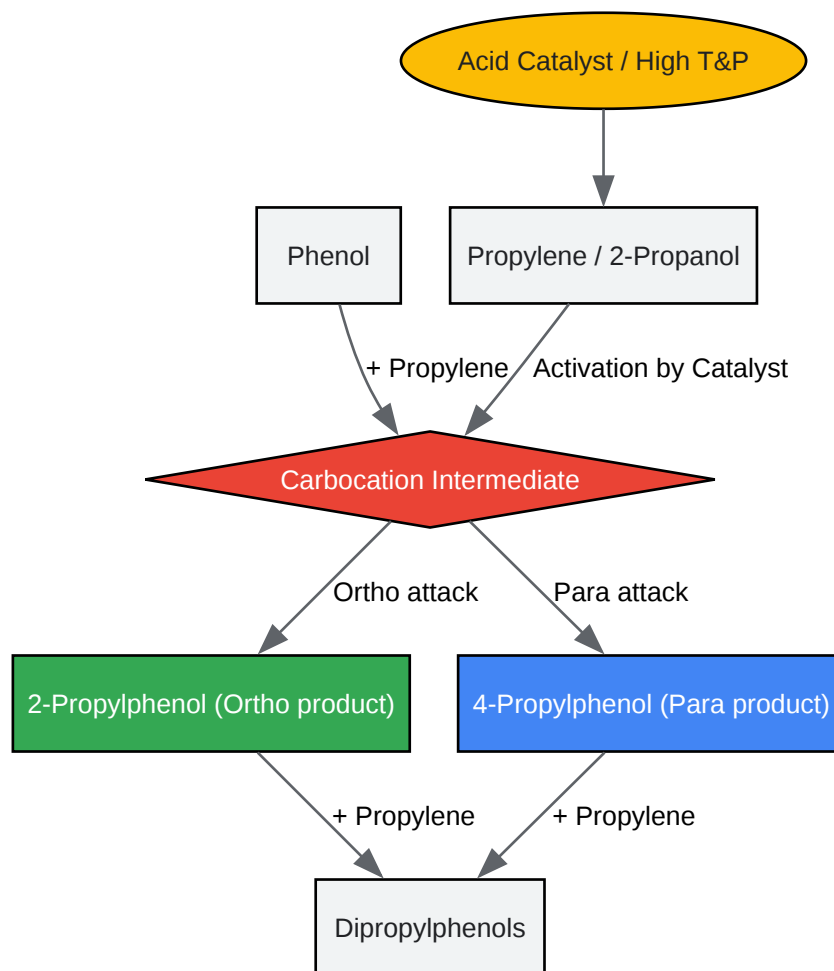 Acid Catalyst / High T&P
Phenol
Propylene / 2-Propanol
+ Propylene
Activation by Catalyst
Carbocation Intermediate
Ortho attack
Para attack
2-Propylphenol (Ortho product)
4-Propylphenol (Para product)
+ Propylene
+ Propylene
Dipropylphenols